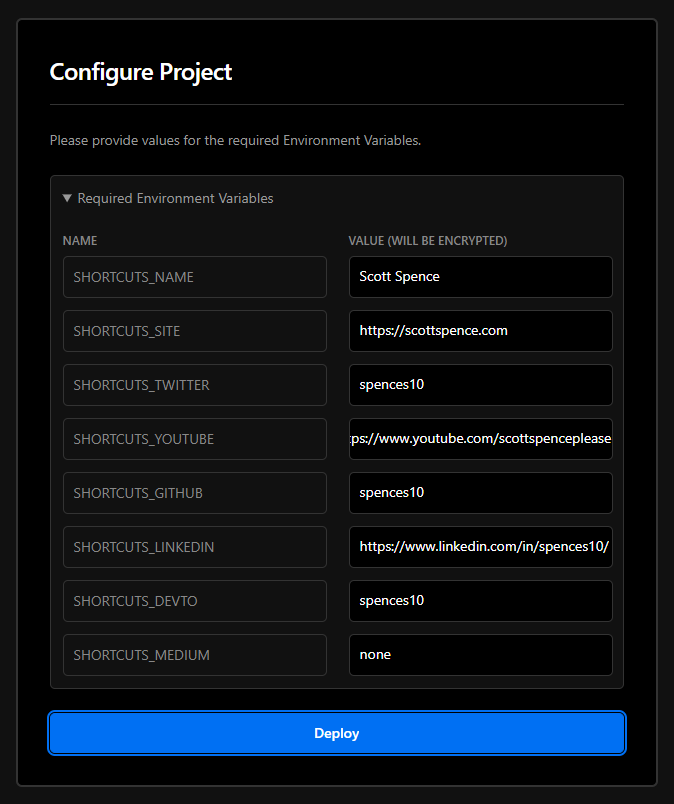 Configure Project
Please provide values for the required Environment Variables.
▼ Required Environment Variables
NAME VALUE (WILL BE ENCRYPTED)
SHORTCUTS_NAME Scott Spence
SHORTCUTS_SITE https://scottspence.com
SHORTCUTS_TWITTER spences10
SHORTCUTS_YOUTUBE tps://www.youtube.com/scottspenceplease
SHORTCUTS_GITHUB spences10
SHORTCUTS_LINKEDIN https://www.linkedin.com/in/spences10/
SHORTCUTS_DEVTO spences10
SHORTCUTS_MEDIUM none
Deploy